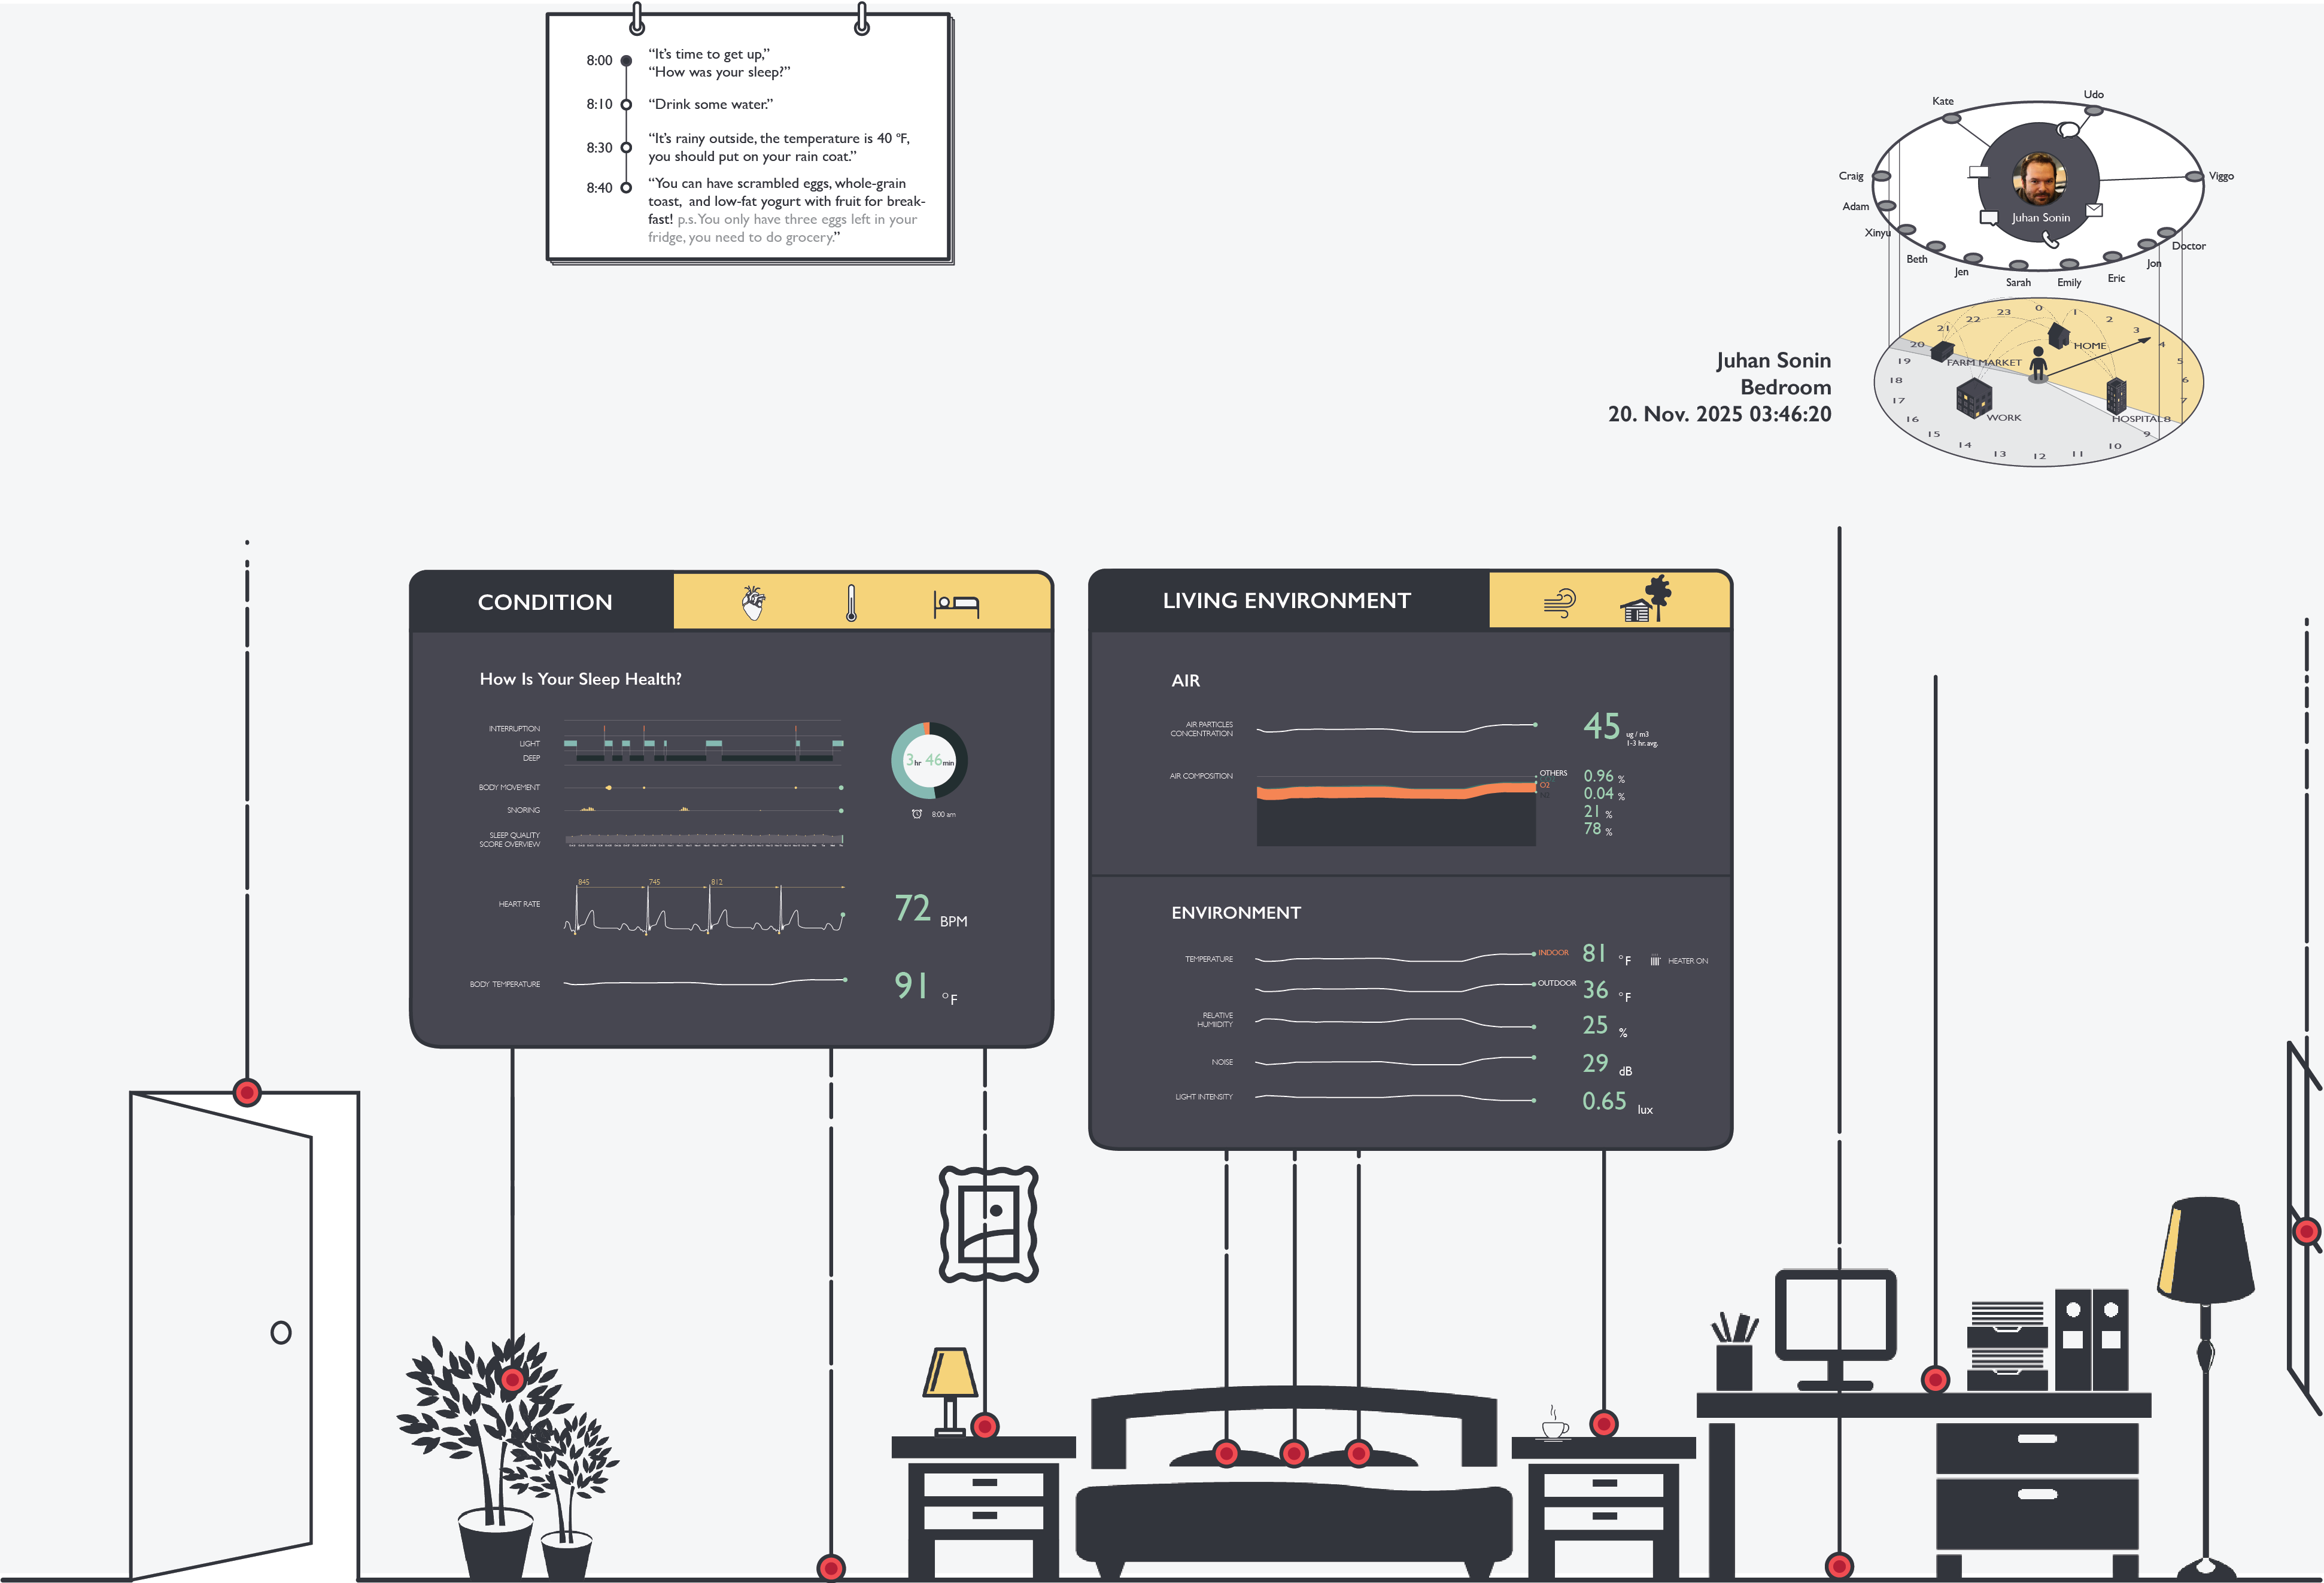 8:00 “It’s time to get up,”
“How was your sleep?”
8:10 “Drink some water.”
8:30 “It’s rainy outside, the temperature is 40 °F,
you should put on your rain coat.”
8:40 “You can have scrambled eggs, whole-grain
toast, and low-fat yogurt with fruit for break-
fast! p.s. You only have three eggs left in your
fridge, you need to do grocery.”
Udo
Kate
Craig
Viggo
Adam
Juhan Sonin
Xinyu
Doctor
Beth
Jon
Jen
Eric
Sarah
Emily
0
23
1
22
2
21
3
20
HOME
4
19
FARM MARKET
5
18
6
17
7
16
WORK
HOSPITAL
8
15
9
14
10
13
12
11
Juhan Sonin
Bedroom
20. Nov. 2025 03:46:20
CONDITION
How Is Your Sleep Health?
INTERRUPTION
LIGHT
DEEP
3hr 46min
BODY MOVEMENT
SNORING
8:00 am
SLEEP QUALITY
SCORE OVERVIEW
845 745 812
HEART RATE
72 BPM
BODY TEMPERATURE
91 °F
LIVING ENVIRONMENT
AIR
AIR PARTICLES
CONCENTRATION
45 ug / m3
1-3 hr. avg.
AIR COMPOSITION
OTHERS
0.96 %
O2
0.04 %
21 %
78 %
ENVIRONMENT
TEMPERATURE
INDOOR 81 °F HEATER ON
OUTDOOR 36 °F
RELATIVE
HUMIDITY
25 %
NOISE
29 dB
LIGHT INTENSITY
0.65 lux